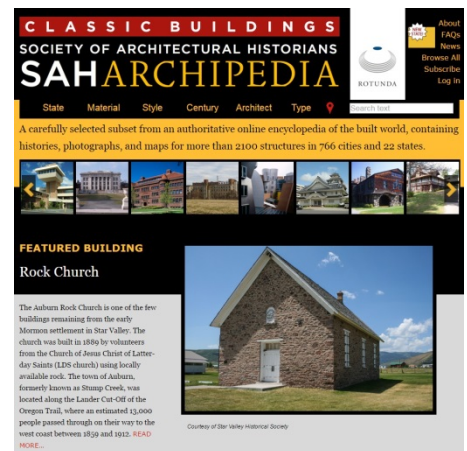 CLASSIC BUILDINGS
SOCIETY OF ARCHITECTURAL HISTORIANS
SAHARCHIPEDIA
ROTUNDA
About
FAQs
News
Browse All
Subscribe
Log in
State Material Style Century Architect Type Search text
A carefully selected subset from an authoritative online encyclopedia of the built world, containing
histories, photographs, and maps for more than 2100 structures in 766 cities and 22 states.
FEATURED BUILDING
Rock Church
The Auburn Rock Church is one of the few
buildings remaining from the early
Mormon settlement in Star Valley. The
church was built in 1889 by volunteers
from the Church of Jesus Christ of Latter-
day Saints (LDS church) using locally
available rock. The town of Auburn,
formerly known as Stump Creek, was
located along the Lander Cut-Off of the
Oregon Trail, where an estimated 13,000
people passed through on their way to the
west coast between 1859 and 1912. READ
MORE...
Courtesy of Star Valley Historical Society